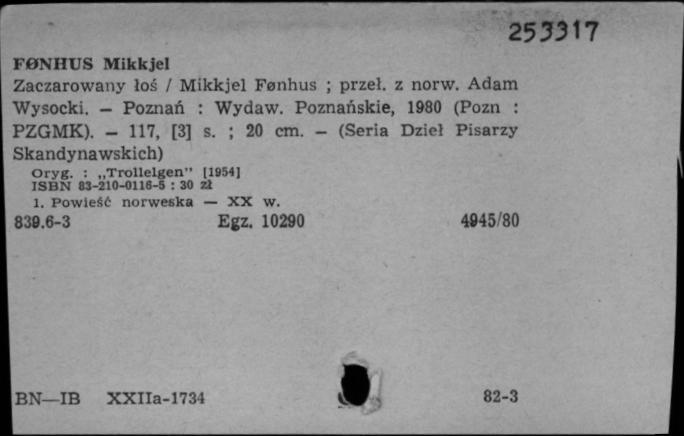 253317
FØNHUS Mikkjel
Zaczarowany łoś / Mikkjel Fønhus ; przeł. z norw. Adam
Wysocki. — Poznań : Wydaw. Poznańskie, 1980 (Pozn :
PZGMK). — 117, [3] s. ; 20 cm. — (Seria Dzieł Pisarzy
Skandynawskich)
Oryg. : „Trollelgen” [1954]
ISBN 83-210-0116-5 : 30 zł
1. Powieść norweska — XX w.
839.6-3 Egz. 10290 4945/80
BN—IB XXIIa-1734 82-3